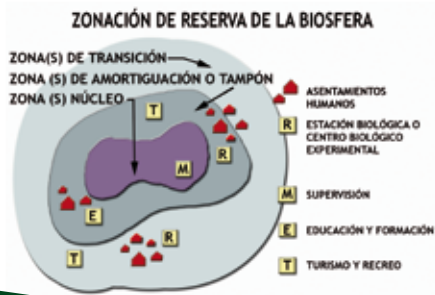 ZONACIÓN DE RESERVA DE LA BIOSFERA
ZONA(S) DE TRANSICIÓN
ZONA (S) DE AMORTIGUACIÓN O TAMPÓN
ZONA (S) NÚCLEO
T
R
M
E
R
T
ASENTAMIENTOS
HUMANOS
R
ESTACIÓN BIOLÓGICA O
CENTRO BIOLÓGICO
EXPERIMENTAL
M
SUPERVISIÓN
E
EDUCACIÓN Y FORMACIÓN
T
TURISMO Y RECREO